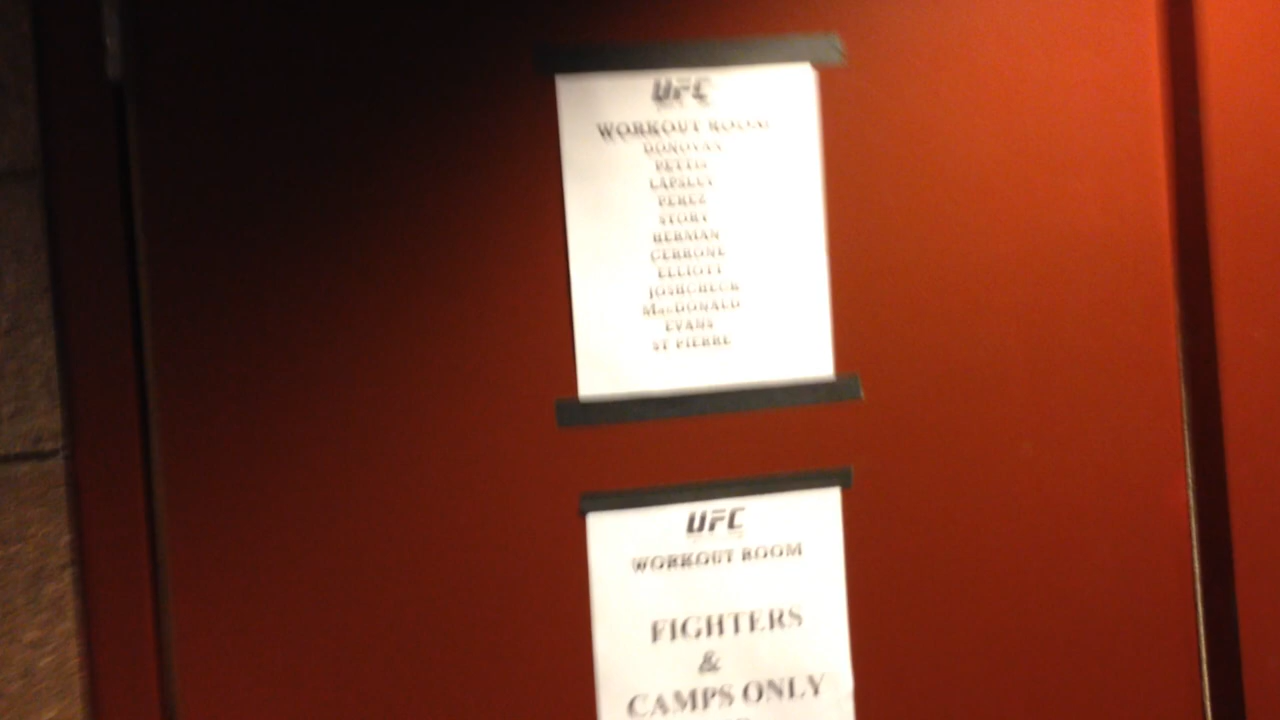 UFC
WORKOUT ROOM
DONOVAN
PETTIS
LAPSLEY
PEREZ
STORY
HERMAN
CERRONE
ELLIOTT
JOSHCHECK
MacDONALD
EVANS
ST PIERRE
UFC
WORKOUT ROOM
FIGHTERS
&
CAMPS ONLY